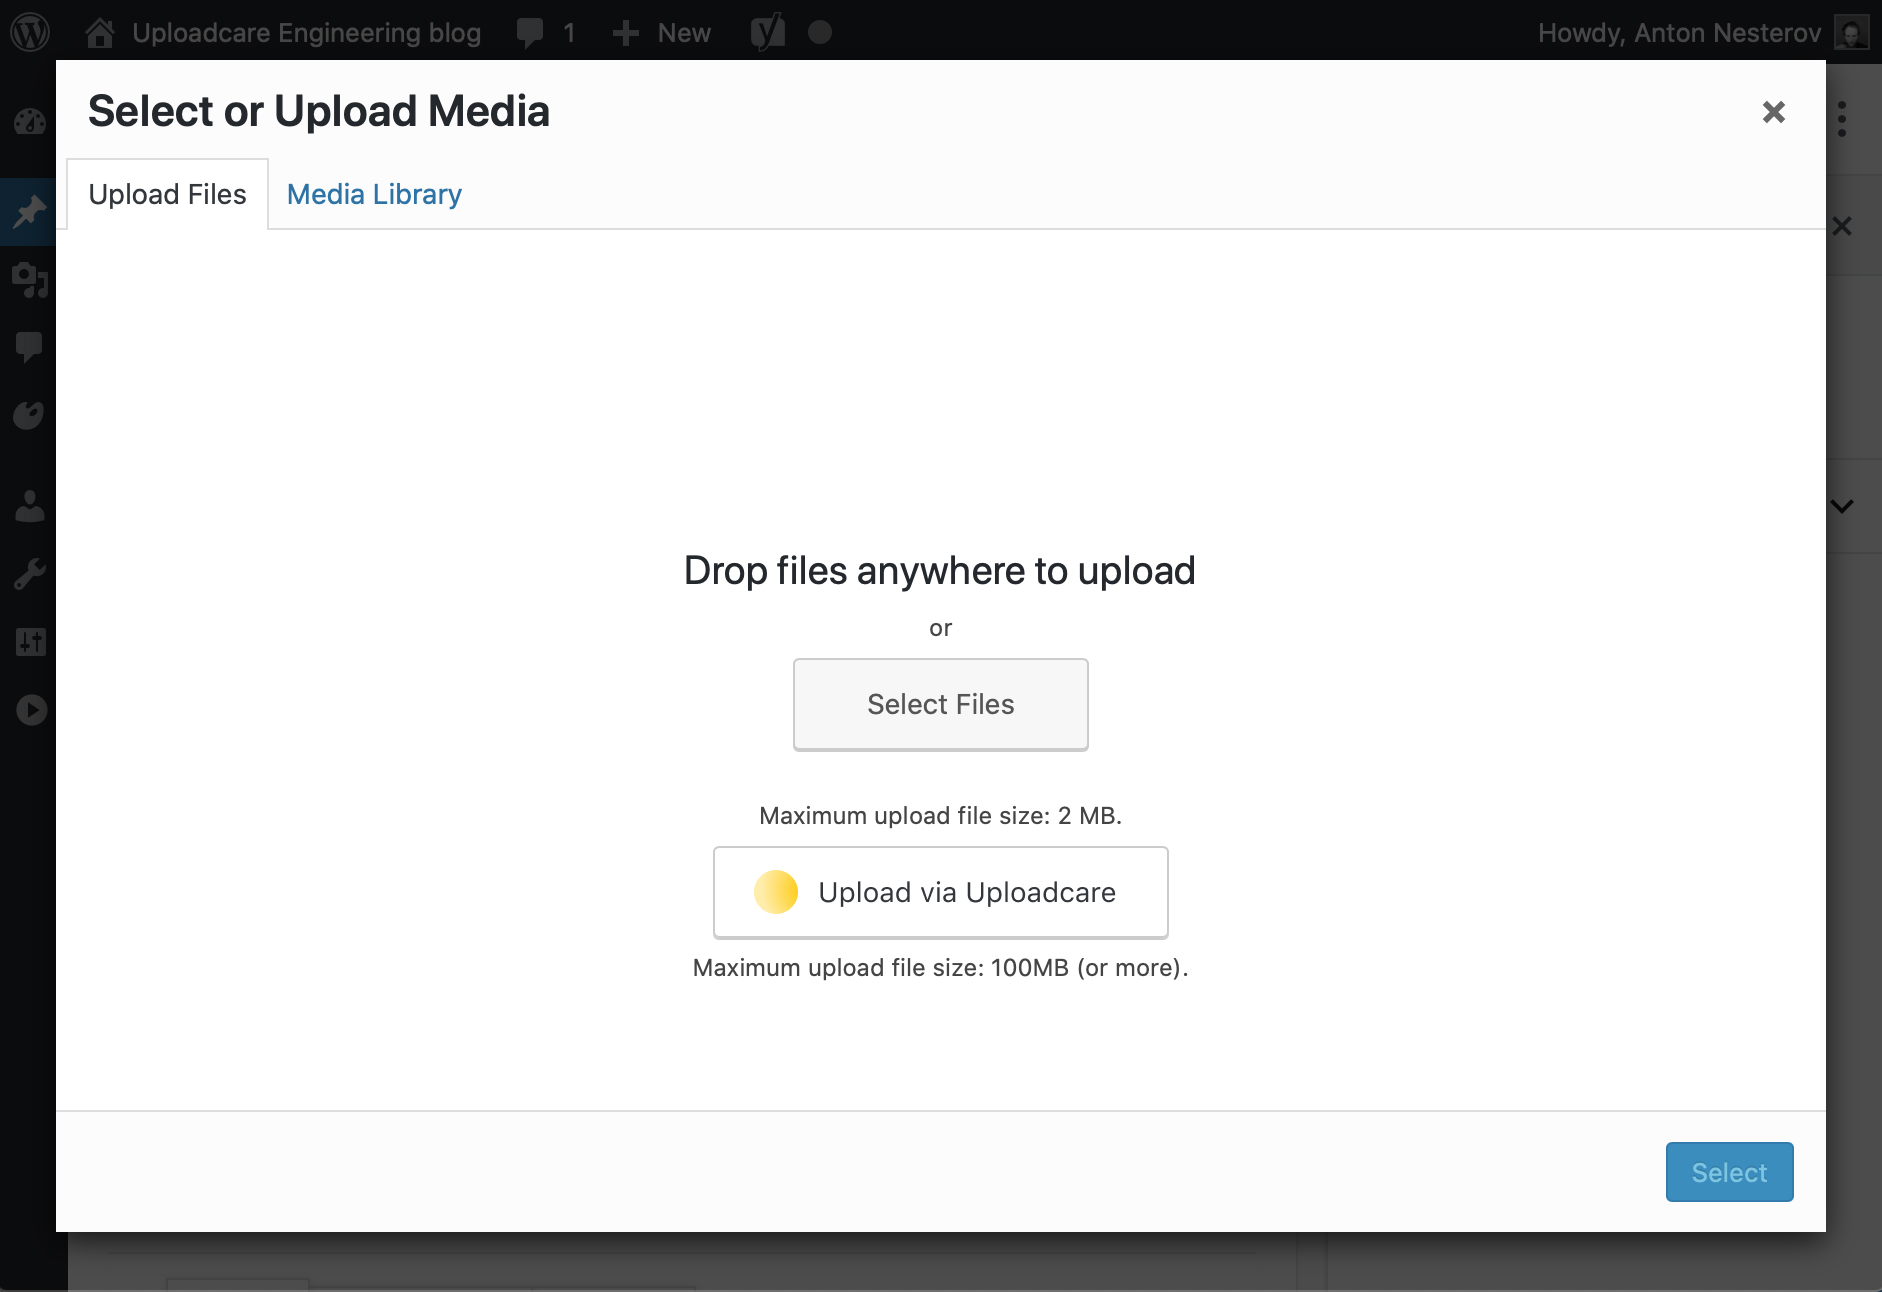 Uploadcare Engineering blog 1 New Howdy, Anton Nesterov
Select or Upload Media
Upload Files Media Library
Drop files anywhere to upload
or
Select Files
Maximum upload file size: 2 MB.
Upload via Uploadcare
Maximum upload file size: 100MB (or more).
Select